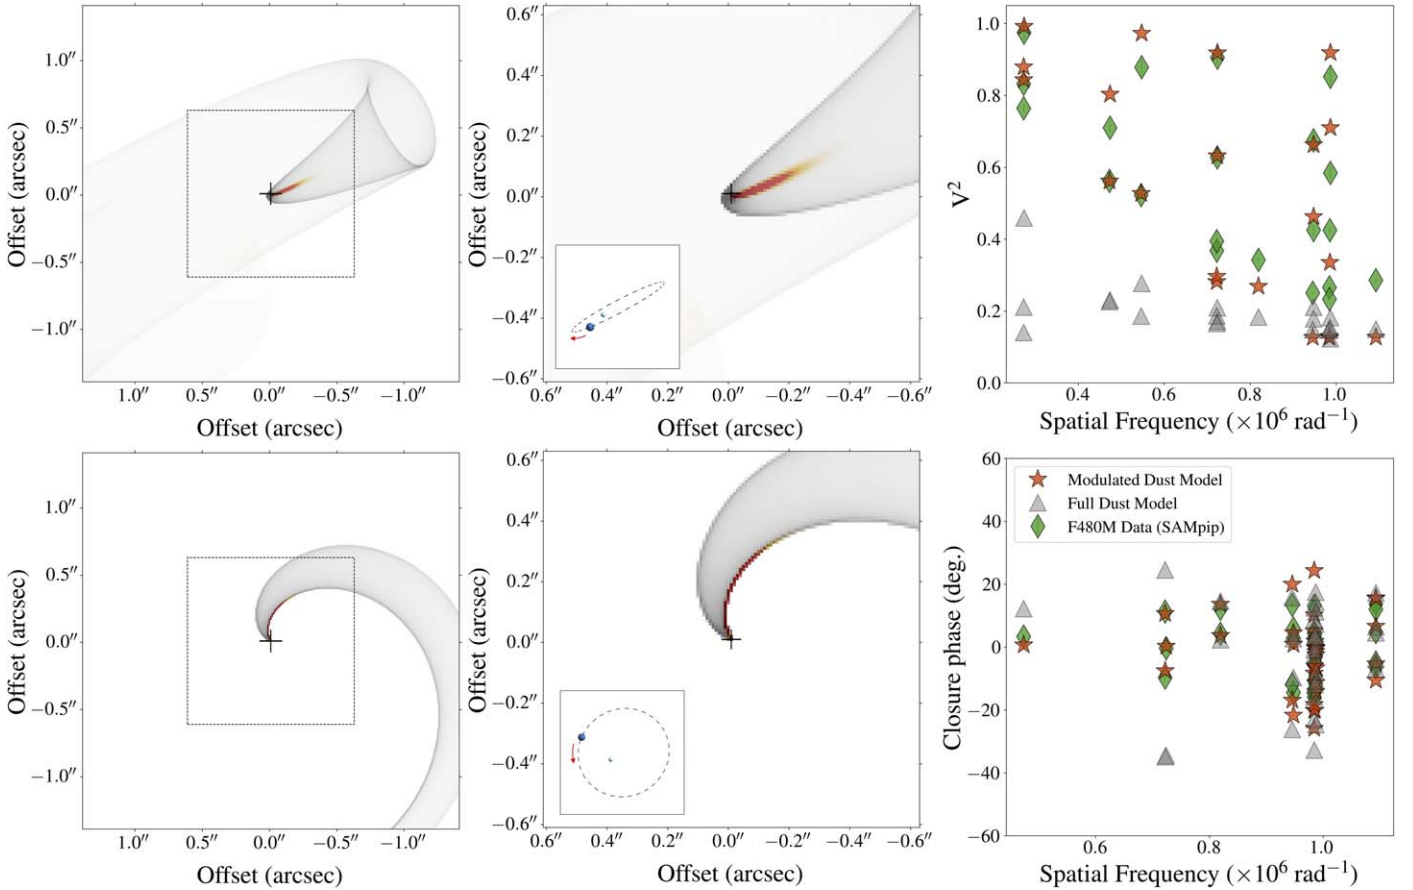 1.0″
0.5″
0.0″
−0.5″
−1.0″
Offset (arcsec)
1.0″ 0.5″ 0.0″ −0.5″ −1.0″
Offset (arcsec)
0.6″
0.4″
0.2″
0.0″
−0.2″
−0.4″
−0.6″
Offset (arcsec)
0.6″ 0.4″ 0.2″ 0.0″ −0.2″ −0.4″ −0.6″
Offset (arcsec)
1.0
0.8
0.6
0.4
0.2
0.0
V²
0.4 0.6 0.8 1.0
Spatial Frequency (×10⁶ rad⁻¹)
1.0″
0.5″
0.0″
−0.5″
−1.0″
Offset (arcsec)
1.0″ 0.5″ 0.0″ −0.5″ −1.0″
Offset (arcsec)
0.6″
0.4″
0.2″
0.0″
−0.2″
−0.4″
−0.6″
Offset (arcsec)
0.6″ 0.4″ 0.2″ 0.0″ −0.2″ −0.4″ −0.6″
Offset (arcsec)
60
40
20
0
−20
−40
−60
Closure phase (deg.)
Modulated Dust Model
Full Dust Model
F480M Data (SAMpip)
0.6 0.8 1.0
Spatial Frequency (×10⁶ rad⁻¹)